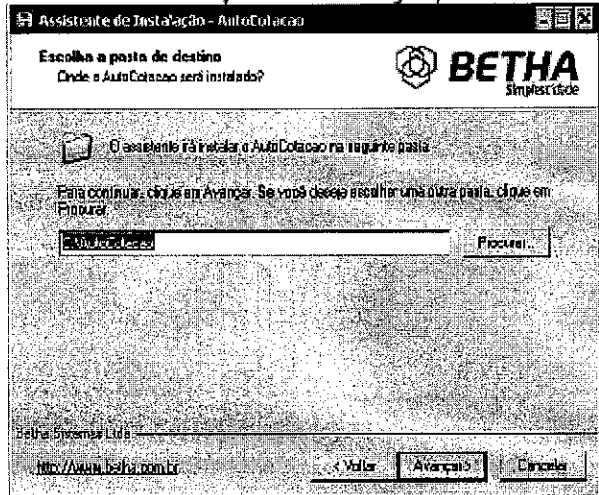 Assistente de Instalação - AutoCotacao
Escolha a pasta de destino
Onde o AutoCotacao será instalado?
BETHA
Simplescidade
O assistente irá instalar o AutoCotacao na seguinte pasta.
Para continuar, clique em Avançar. Se você deseja escolher uma outra pasta, clique em
Procurar.
C:\AutoCotacao
Procurar...
Betha Sistemas Ltda
http://www.betha.com.br
< Voltar
Avançar >
Cancelar